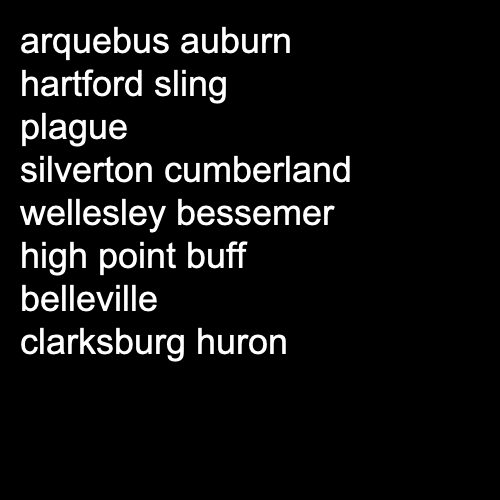 arquebus auburn
hartford sling
plague
silverton cumberland
wellesley bessemer
high point buff
belleville
clarksburg huron